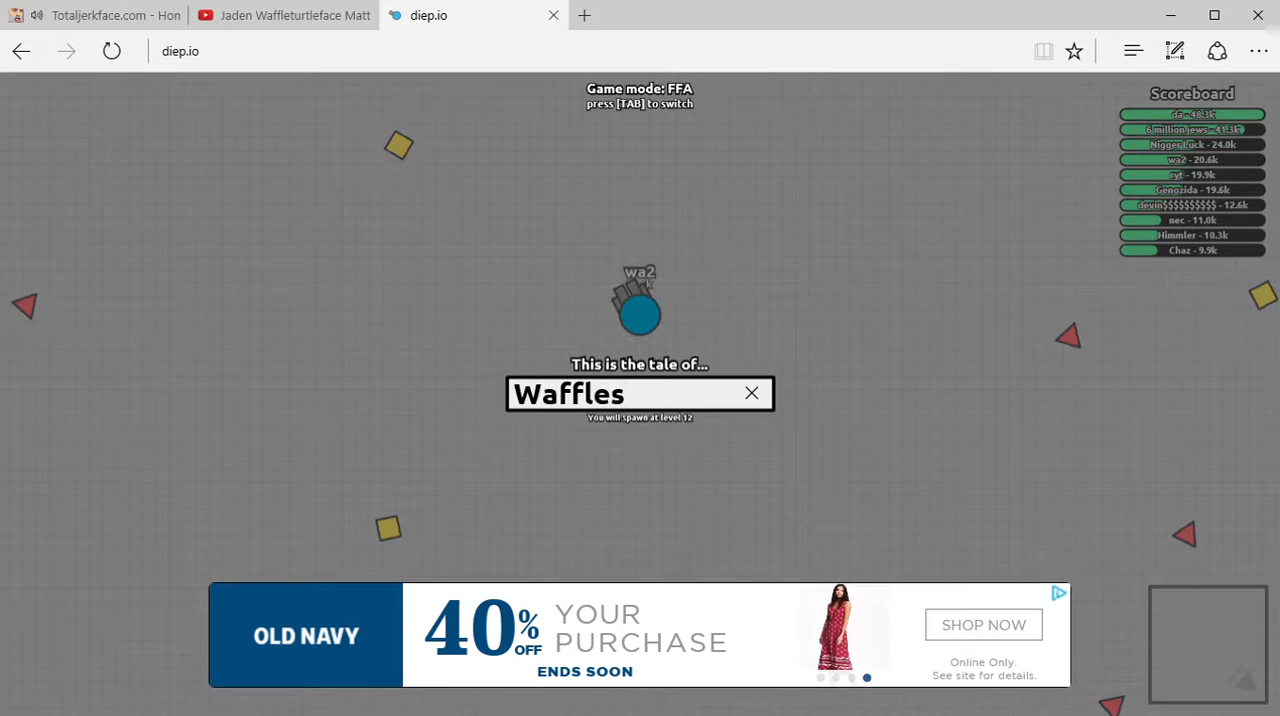 Totaljerkface.com - Hon
Jaden Waffleturtleface Matt
diep.io
diep.io
Game mode: FFA
press [TAB] to switch
Scoreboard
da - 48.3k
6 million jews - 41.3k
Nigger Luck - 24.0k
wa2 - 20.6k
ryt - 19.9k
Genozida - 19.6k
devin$$$$$$$$$$ - 12.6k
nec - 11.0k
Himmler - 10.3k
Chaz - 9.9k
wa2
k
This is the tale of...
Waffles
You will spawn at level 12
OLD NAVY
40% OFF
YOUR
PURCHASE
ENDS SOON
SHOP NOW
Online Only.
See site for details.